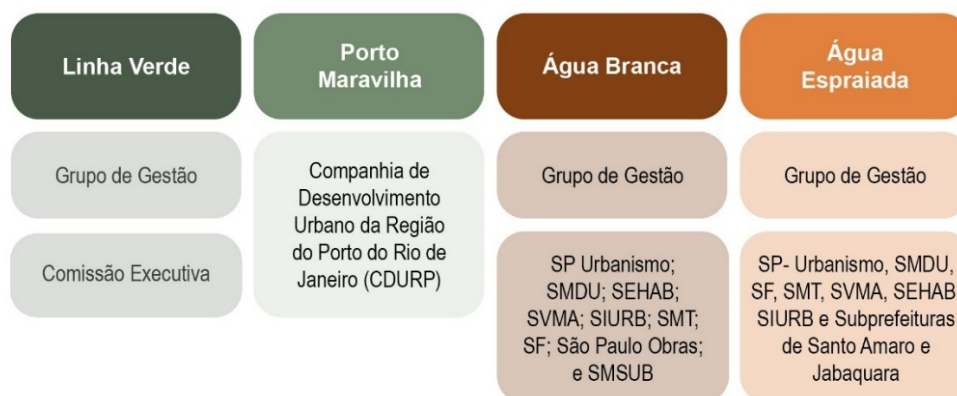 Linha Verde
Grupo de Gestão
Comissão Executiva
Porto
Maravilha
Companhia de
Desenvolvimento
Urbano da Região
do Porto do Rio de
Janeiro (CDURP)
Água Branca
Grupo de Gestão
SP Urbanismo;
SMDU; SEHAB;
SVMA; SIURB; SMT;
SF; São Paulo Obras;
e SMSUB
Água
Espraiada
Grupo de Gestão
SP- Urbanismo, SMDU,
SF, SMT, SVMA, SEHAB
SIURB e Subprefeituras
de Santo Amaro e
Jabaquara